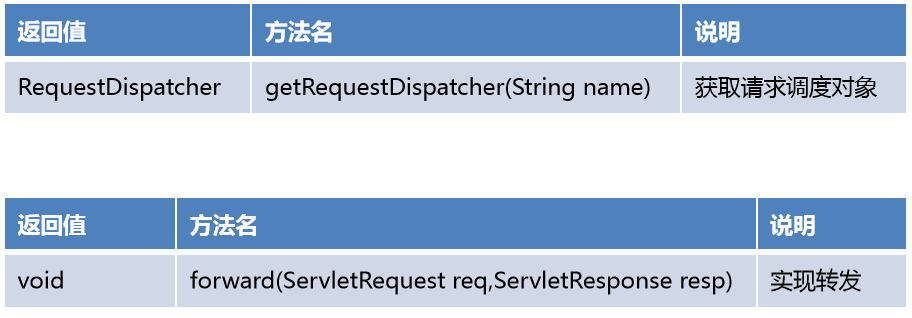 返回值 方法名 说明
RequestDispatcher getRequestDispatcher(String name) 获取请求调度对象
返回值 方法名 说明
void forward(ServletRequest req,ServletResponse resp) 实现转发